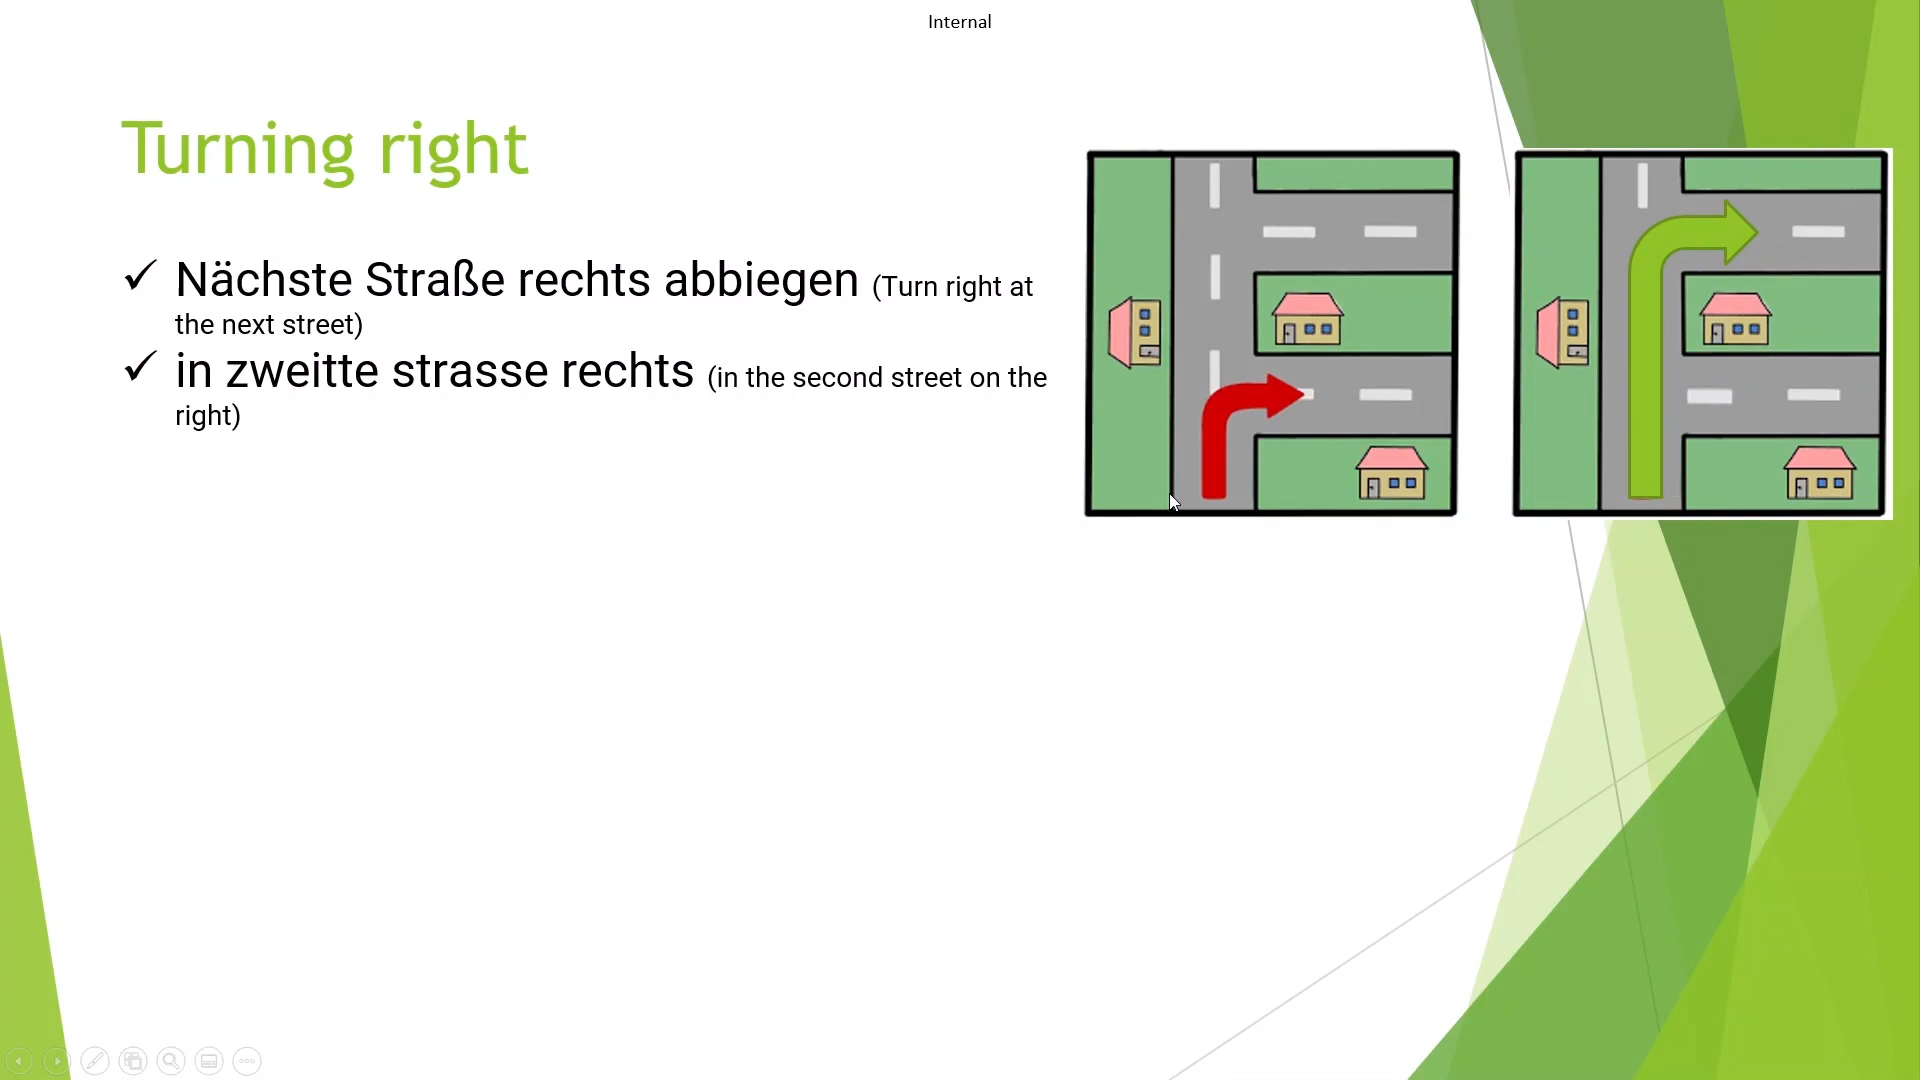 Internal
Turning right
✓ Nächste Straße rechts abbiegen (Turn right at
the next street)
✓ in zweitte strasse rechts (in the second street on the
right)